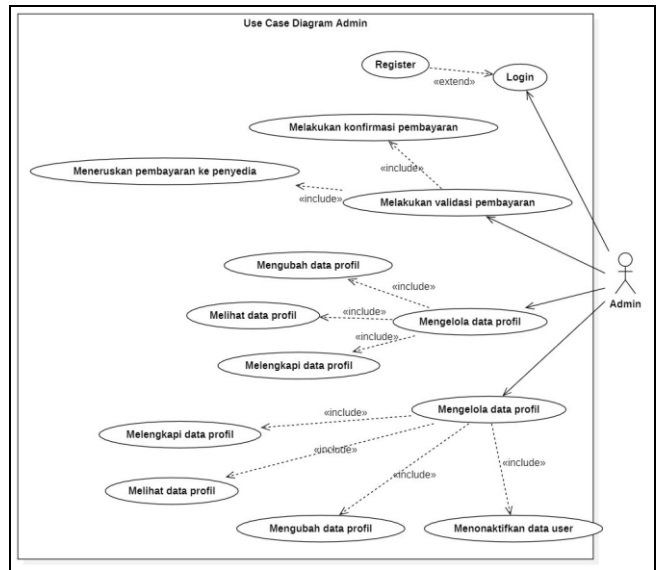 Use Case Diagram Admin
Register
«extend»
Login
Melakukan konfirmasi pembayaran
«include»
Meneruskan pembayaran ke penyedia
«include»
Melakukan validasi pembayaran
Admin
Mengubah data profil
«include»
Melihat data profil
«include»
Mengelola data profil
«include»
Melengkapi data profil
Mengelola data profil
«include»
Melengkapi data profil
«include»
«include»
«include»
Melihat data profil
Mengubah data profil
Menonaktifkan data user